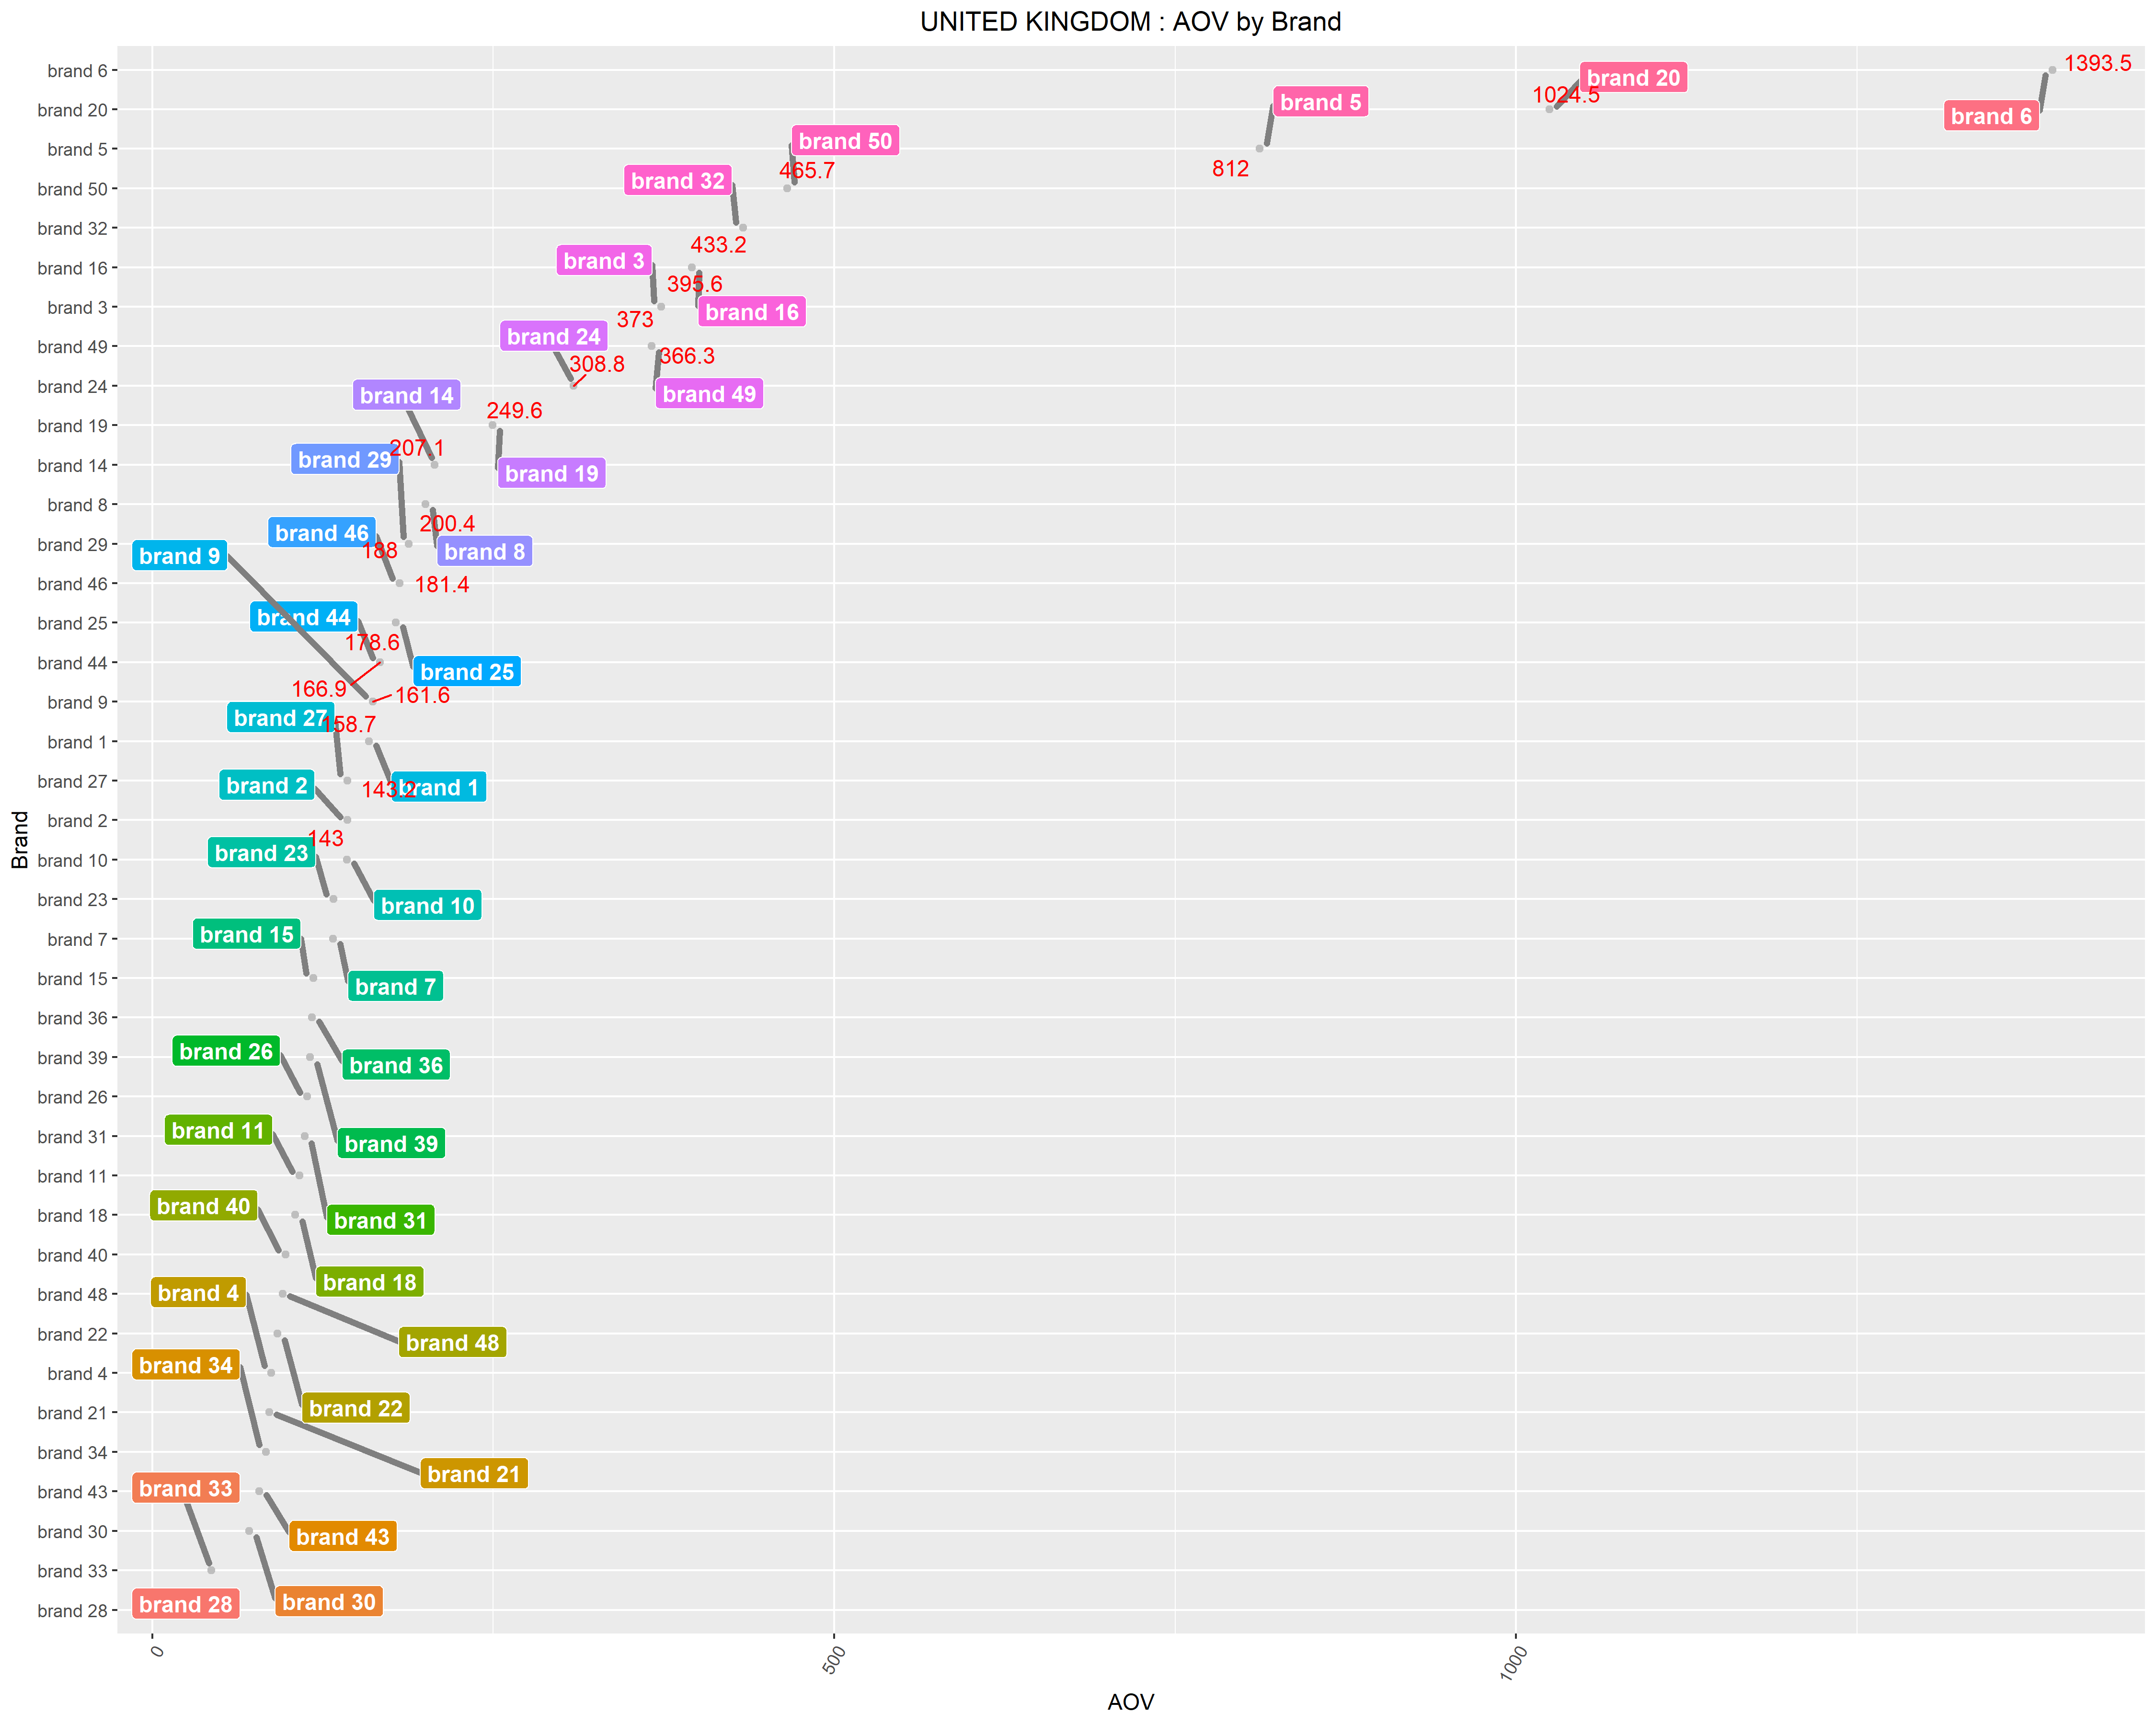 UNITED KINGDOM : AOV by Brand
brand 6
1393.5
brand 20
brand 20
1024.5
brand 5
brand 6
brand 5
brand 50
812
465.7
brand 50
brand 32
brand 32
433.2
brand 16
brand 3
395.6
brand 3
brand 16
373
brand 49
brand 24
366.3
308.8
brand 24
brand 49
brand 14
brand 19
249.6
brand 14
207.1
brand 29
brand 19
brand 8
200.4
brand 29
brand 46
188
brand 8
brand 9
brand 46
181.4
brand 25
brand 44
178.6
brand 44
brand 25
166.9
161.6
brand 9
brand 27
158.7
brand 1
brand 27
brand 2
143.2
brand 1
brand 2
143
Brand
brand 10
brand 23
brand 23
brand 10
brand 7
brand 15
brand 15
brand 7
brand 36
brand 39
brand 26
brand 36
brand 26
brand 31
brand 11
brand 39
brand 11
brand 18
brand 40
brand 31
brand 40
brand 18
brand 48
brand 4
brand 22
brand 48
brand 4
brand 34
brand 21
brand 22
brand 34
brand 21
brand 43
brand 33
brand 30
brand 43
brand 33
brand 28
brand 28
brand 30
0
500
1000
AOV